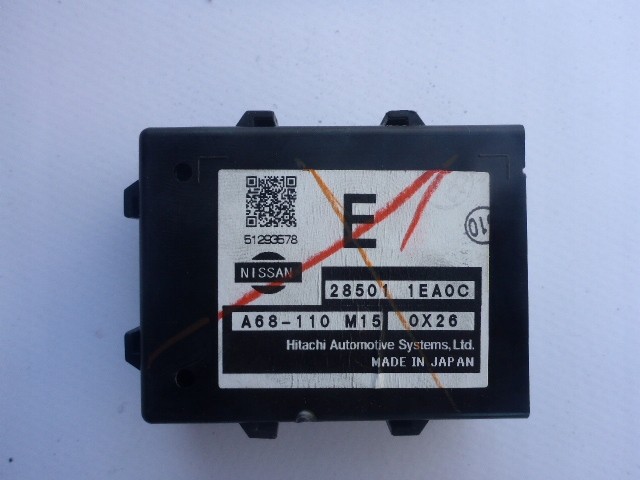 E
51293578
NISSAN
28501 1EA0C
A68-110 M15 0X26
Hitachi Automotive Systems, Ltd.
MADE IN JAPAN